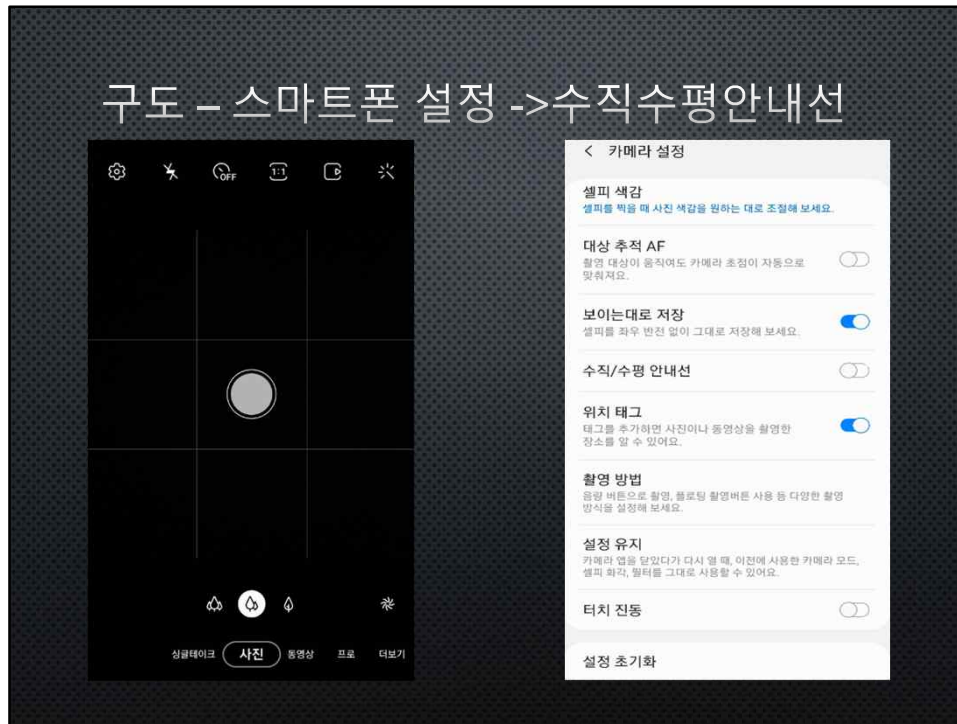 구도 – 스마트폰 설정 ->수직수평안내선
OFF
1:1
싱글테이크 사진 동영상 프로 더보기
< 카메라 설정
셀피 색감
셀피를 찍을 때 사진 색감을 원하는 대로 조절해 보세요.
대상 추적 AF
촬영 대상이 움직여도 카메라 초점이 자동으로
맞춰져요.
보이는대로 저장
셀피를 좌우 반전 없이 그대로 저장해 보세요.
수직/수평 안내선
위치 태그
태그를 추가하면 사진이나 동영상을 촬영한
장소를 알 수 있어요.
촬영 방법
음량 버튼으로 촬영, 플로팅 촬영버튼 사용 등 다양한 촬영
방식을 설정해 보세요.
설정 유지
카메라 앱을 닫았다가 다시 열 때, 이전에 사용한 카메라 모드,
셀피 화각, 필터를 그대로 사용할 수 있어요.
터치 진동
설정 초기화